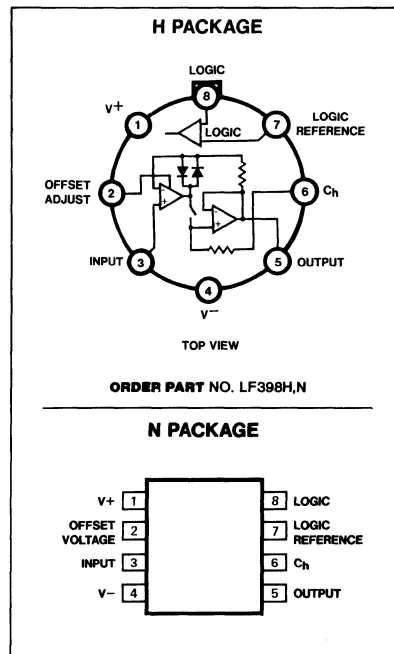 H PACKAGE
LOGIC
8
V+
1
LOGIC
7
LOGIC
REFERENCE
OFFSET
ADJUST
2
6
Ch
INPUT
3
5
OUTPUT
4
V−
TOP VIEW
ORDER PART NO. LF398H,N
N PACKAGE
V+ 1
8 LOGIC
OFFSET
VOLTAGE
2
7
LOGIC
REFERENCE
INPUT 3
6 Ch
V− 4
5 OUTPUT